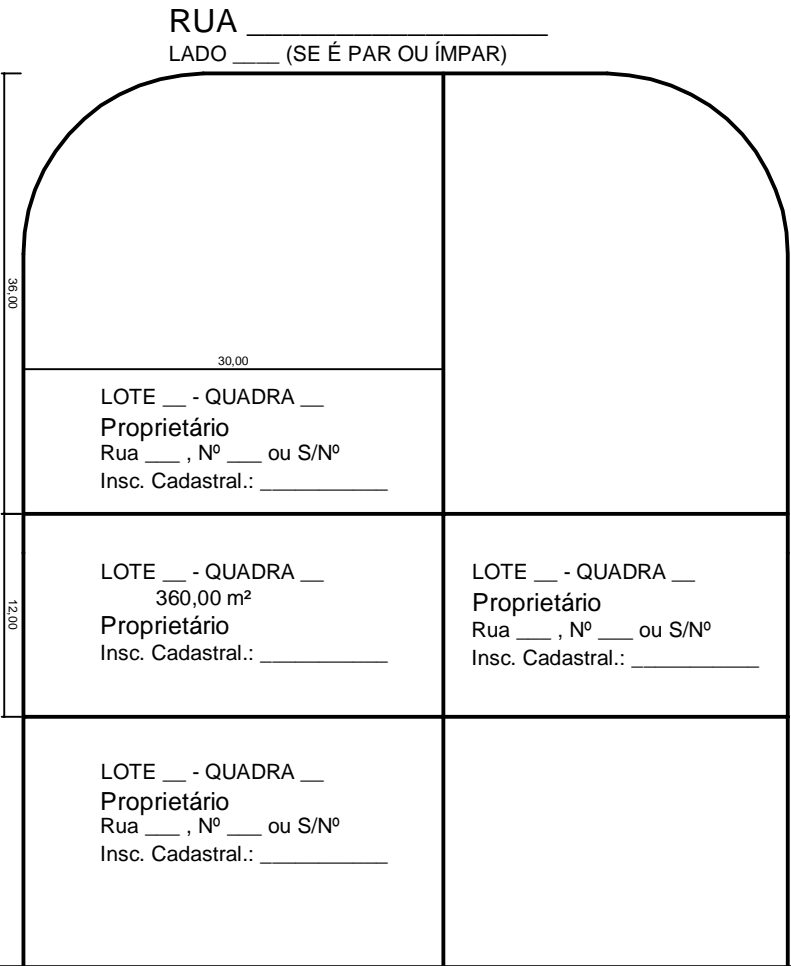 RUA ____________________
LADO ____ (SE É PAR OU ÍMPAR)
36,00
30,00
LOTE __ - QUADRA __
Proprietário
Rua ___ , Nº ___ ou S/Nº
Insc. Cadastral.: ___________
12,00
LOTE __ - QUADRA __
360,00 m²
Proprietário
Insc. Cadastral.: ___________
LOTE __ - QUADRA __
Proprietário
Rua ___ , Nº ___ ou S/Nº
Insc. Cadastral.: ___________
LOTE __ - QUADRA __
Proprietário
Rua ___ , Nº ___ ou S/Nº
Insc. Cadastral.: ___________